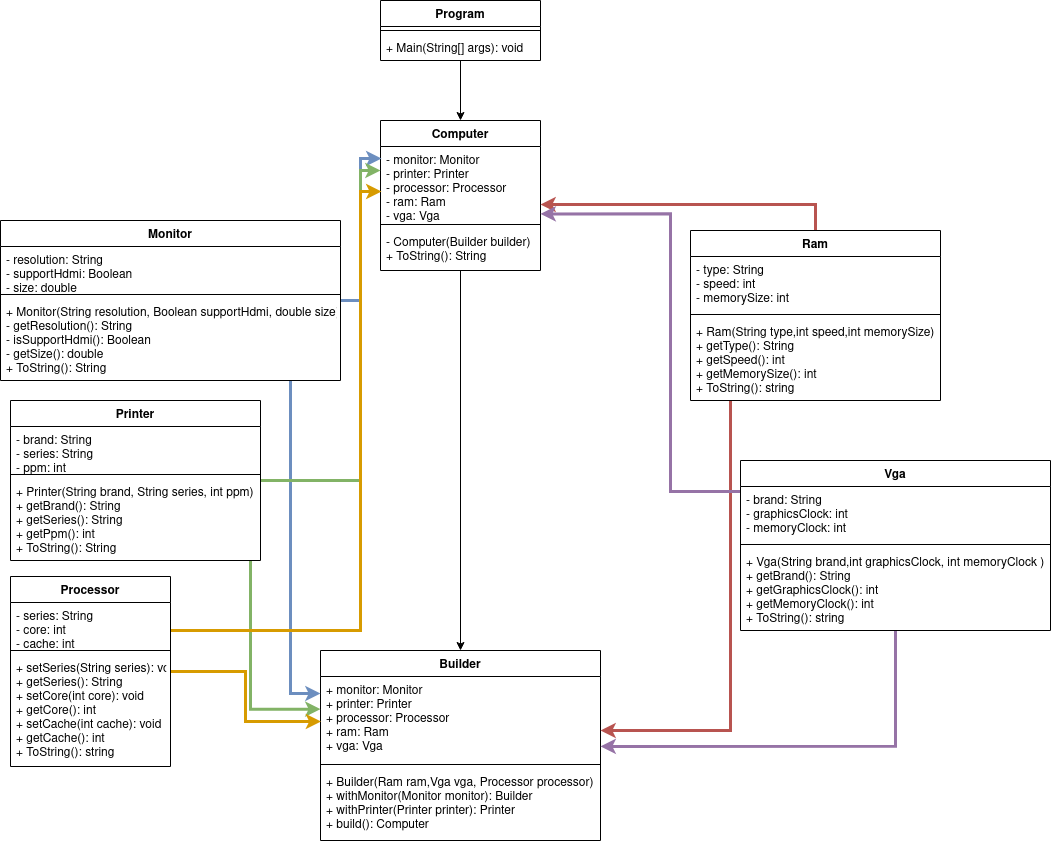 Program
+ Main(String[] args): void
Computer
- monitor: Monitor
- printer: Printer
- processor: Processor
- ram: Ram
- vga: Vga
- Computer(Builder builder)
+ ToString(): String
Monitor
- resolution: String
- supportHdmi: Boolean
- size: double
+ Monitor(String resolution, Boolean supportHdmi, double size
- getResolution(): String
- isSupportHdmi(): Boolean
- getSize(): double
+ ToString(): String
Ram
- type: String
- speed: int
- memorySize: int
+ Ram(String type,int speed,int memorySize)
+ getType(): String
+ getSpeed(): int
+ getMemorySize(): int
+ ToString(): string
Printer
- brand: String
- series: String
- ppm: int
+ Printer(String brand, String series, int ppm)
+ getBrand(): String
+ getSeries(): String
+ getPpm(): int
+ ToString(): String
Vga
- brand: String
- graphicsClock: int
- memoryClock: int
+ Vga(String brand,int graphicsClock, int memoryClock )
+ getBrand(): String
+ getGraphicsClock(): int
+ getMemoryClock(): int
+ ToString(): string
Processor
- series: String
- core: int
- cache: int
+ setSeries(String series): vo
+ getSeries(): String
+ setCore(int core): void
+ getCore(): int
+ setCache(int cache): void
+ getCache(): int
+ ToString(): string
Builder
+ monitor: Monitor
+ printer: Printer
+ processor: Processor
+ ram: Ram
+ vga: Vga
+ Builder(Ram ram,Vga vga, Processor processor)
+ withMonitor(Monitor monitor): Builder
+ withPrinter(Printer printer): Printer
+ build(): Computer